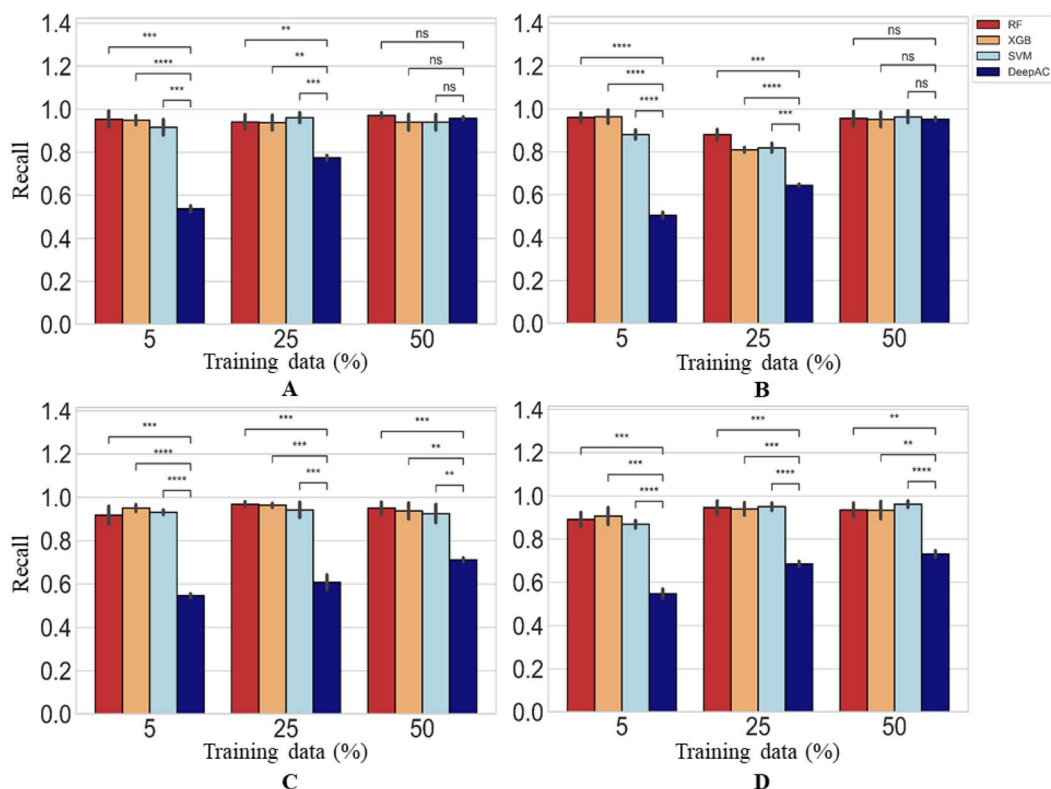 1.4
1.2
1.0
0.8
0.6
0.4
0.2
0.0
Recall
*** ** ns
**** ** ns
*** *** ns
5 25 50
Training data (%)
A
1.4
1.2
1.0
0.8
0.6
0.4
0.2
0.0
**** *** ns
**** **** ns
**** *** ns
5 25 50
Training data (%)
B
RF
XGB
SVM
DeepAC
1.4
1.2
1.0
0.8
0.6
0.4
0.2
0.0
Recall
*** *** ***
**** *** **
**** *** **
5 25 50
Training data (%)
C
1.4
1.2
1.0
0.8
0.6
0.4
0.2
0.0
*** *** **
*** *** **
**** **** ****
5 25 50
Training data (%)
D